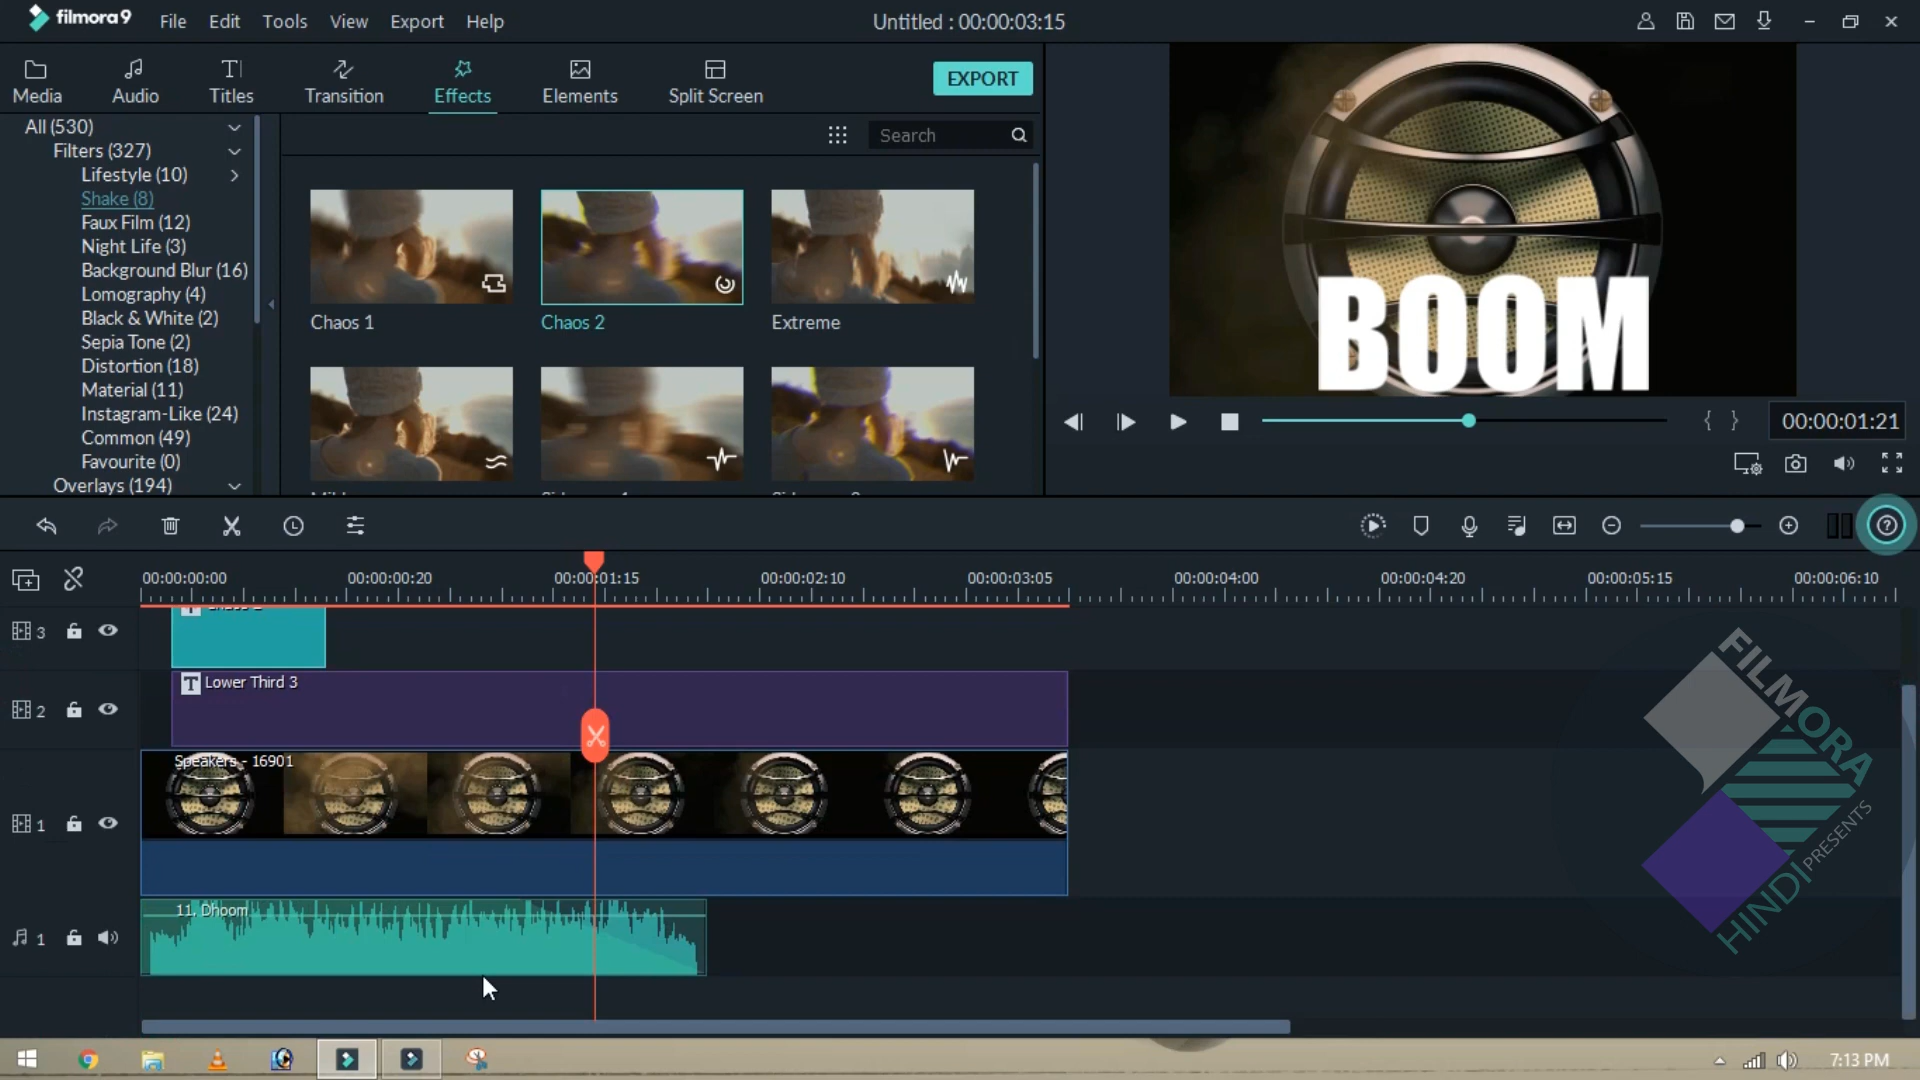 filmora9
File Edit Tools View Export Help
Untitled : 00:00:03:15
Media Audio Titles Transition Effects Elements Split Screen
EXPORT
All (530)
Filters (327)
Lifestyle (10)
Shake (8)
Faux Film (12)
Night Life (3)
Background Blur (16)
Lomography (4)
Black & White (2)
Sepia Tone (2)
Distortion (18)
Material (11)
Instagram-Like (24)
Common (49)
Favourite (0)
Overlays (194)
Search
Chaos 1
Chaos 2
Extreme
BOOM
00:00:01:21
00:00:00:00 00:00:00:20 00:00:01:15 00:00:02:10 00:00:03:05 00:00:04:00 00:00:04:20 00:00:05:15 00:00:06:10
3
2
T Lower Third 3
1
Speakers - 16901
1
11. Dhoom
FILMORA
HINDI PRESENTS
7:13 PM